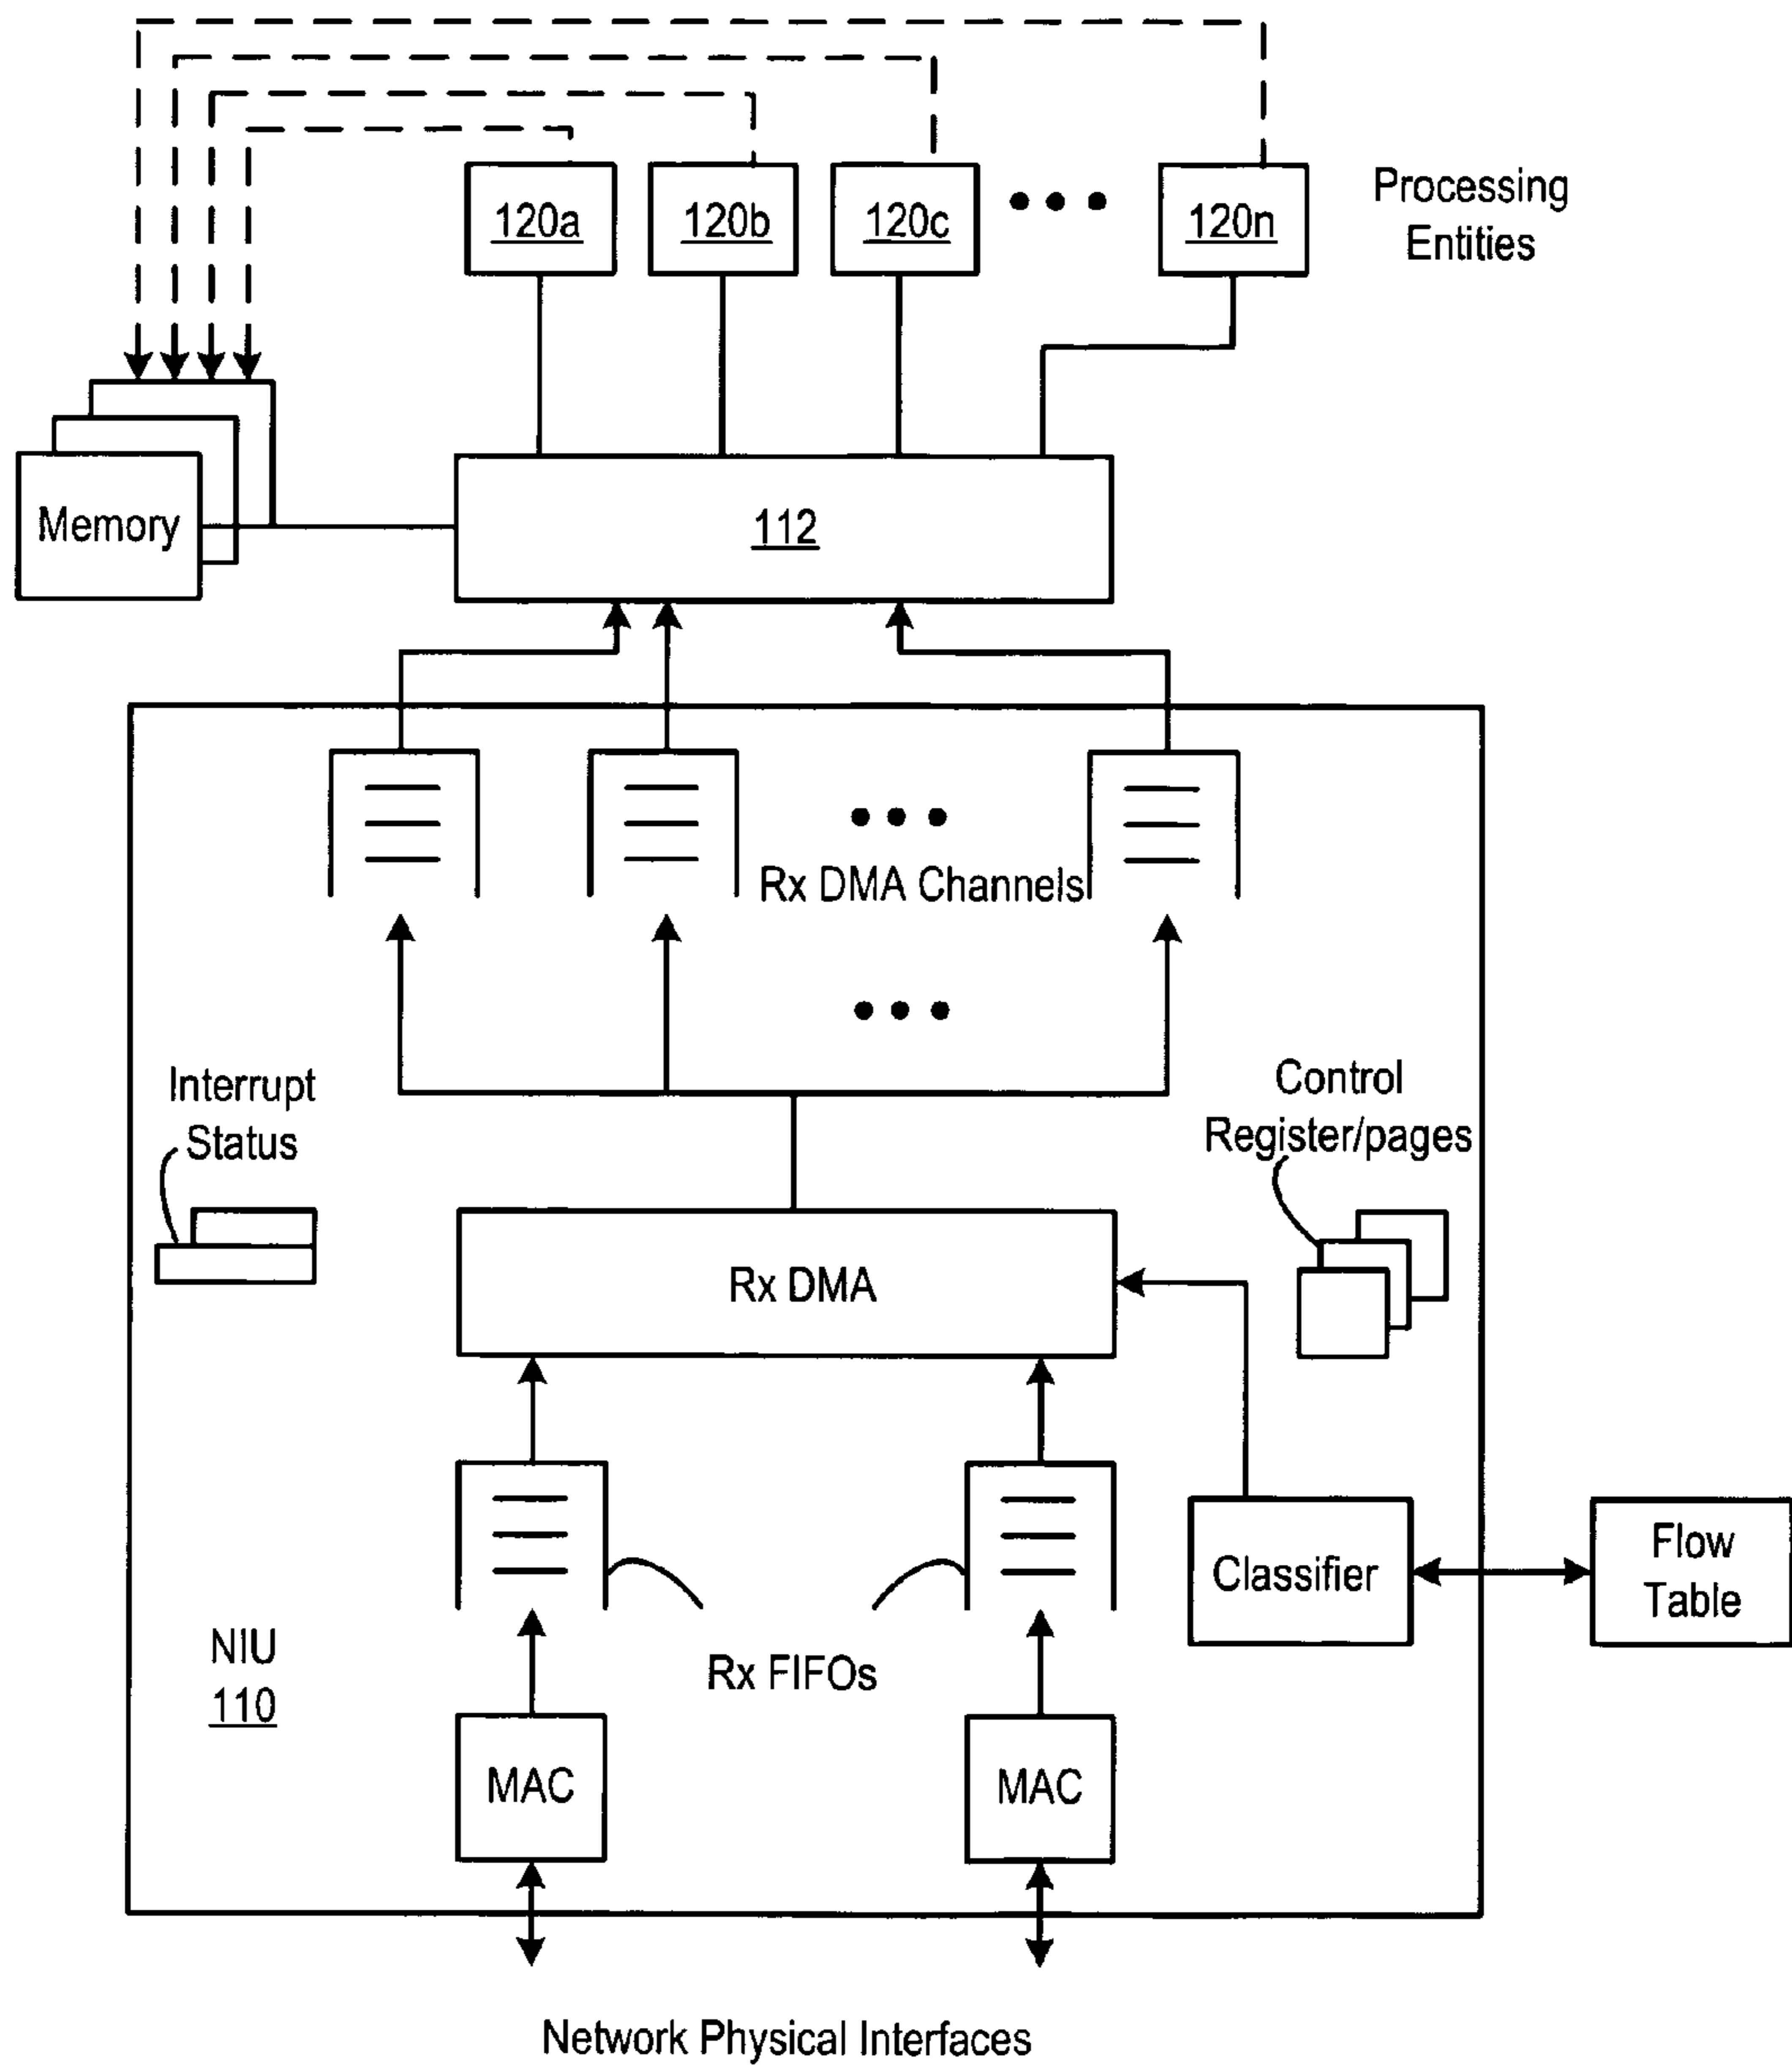 120a
120b
120c
120n
Processing
Entities
Memory
112
Rx DMA Channels
Interrupt
Status
Control
Register/pages
Rx DMA
Classifier
Flow
Table
NIU
110
Rx FIFOs
MAC
MAC
Network Physical Interfaces